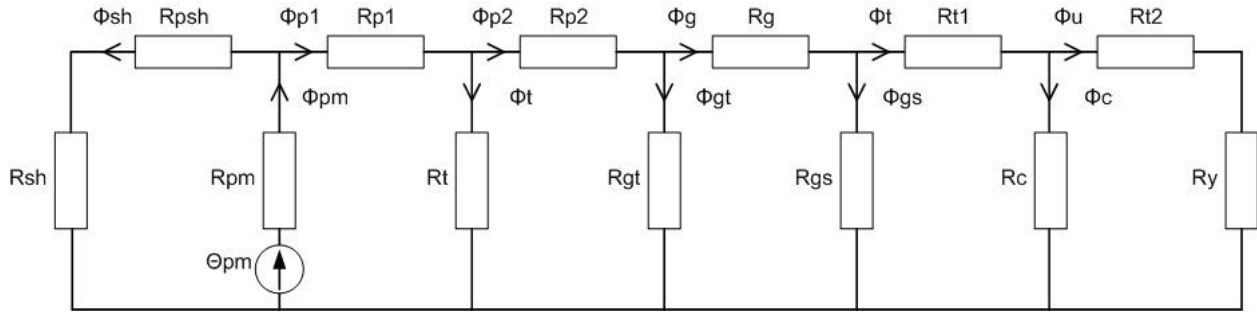 Φsh Rpsh Φp1 Rp1 Φp2 Rp2 Φg Rg Φt Rt1 Φu Rt2
Φpm Φt Φgt Φgs Φc
Rsh Rpm Rt Rgt Rgs Rc Ry
Θpm